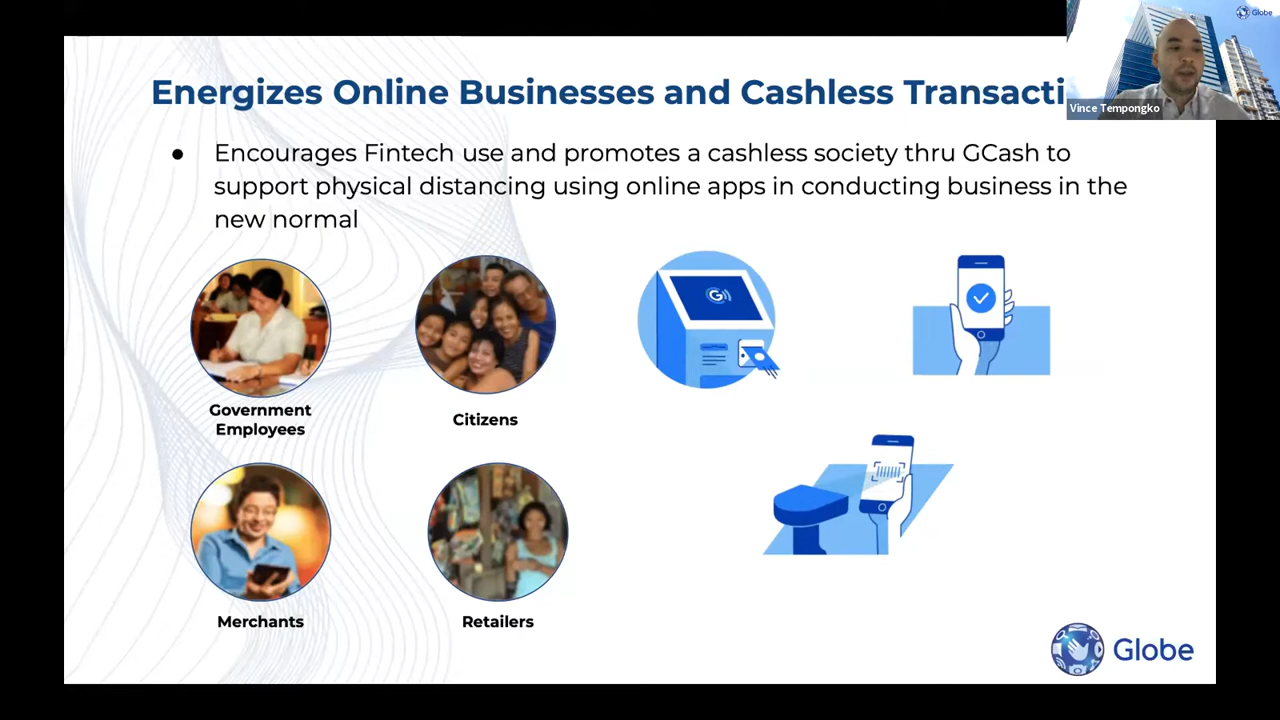 Globe
Energizes Online Businesses and Cashless Transacti
Vince Tempongko
● Encourages Fintech use and promotes a cashless society thru GCash to
support physical distancing using online apps in conducting business in the
new normal
Government
Employees
Citizens
Merchants
Retailers
Globe